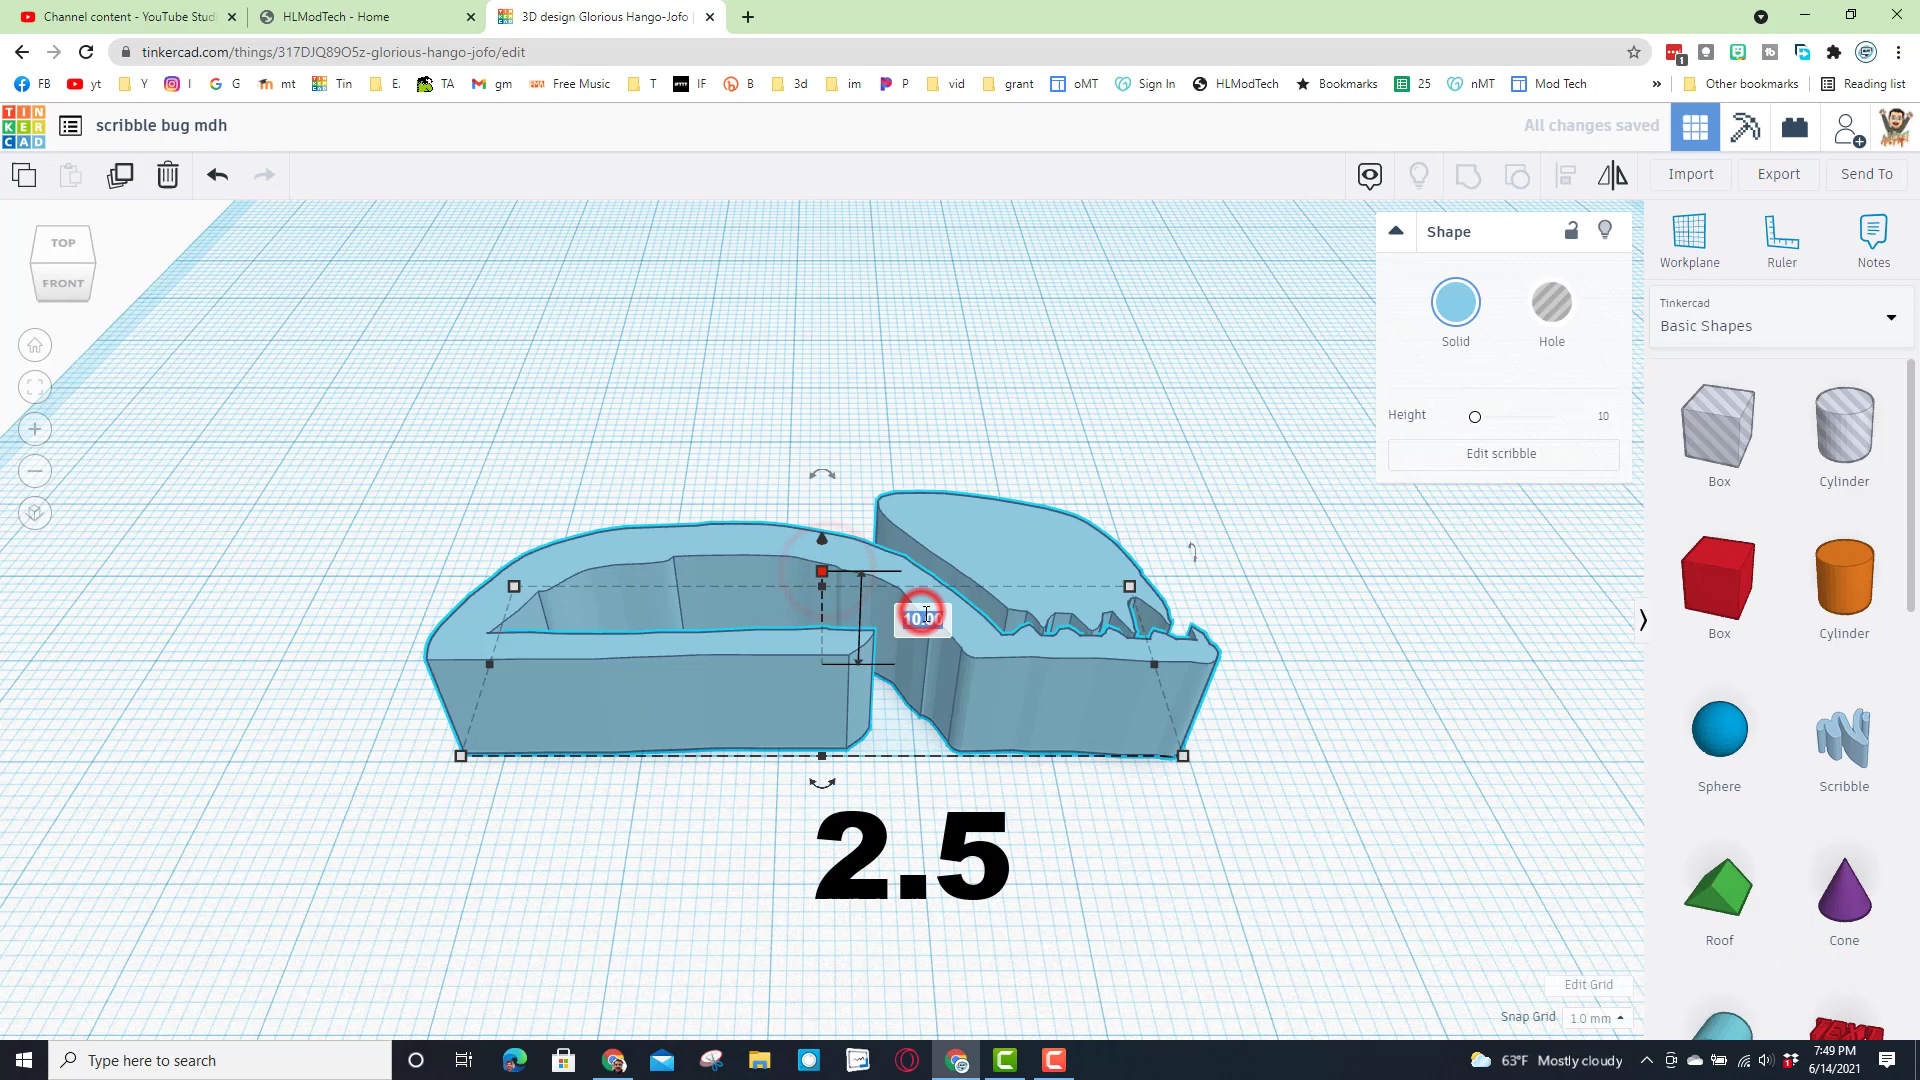 Channel content - YouTube Studi
HLModTech - Home
3D design Glorious Hango-Jofo
tinkercad.com/things/317DJQ89O5z-glorious-hango-jofo/edit
1
FB
yt
Y
I
G
mt
Tin
E.
TA
gm
Free Music
T
IF
B
3d
im
P
vid
grant
oMT
Sign In
HLModTech
Bookmarks
25
nMT
Mod Tech
»
Other bookmarks
Reading list
TIN
KER
CAD
scribble bug mdh
All changes saved
Import
Export
Send To
TOP
FRONT
Shape
Solid
Hole
Height
10
Edit scribble
Workplane
Ruler
Notes
Tinkercad
Basic Shapes
Box
Cylinder
Box
Cylinder
Sphere
Scribble
Roof
Cone
TEXT
10.00
2.5
Edit Grid
Snap Grid
1.0 mm
Type here to search
63°F Mostly cloudy
7:49 PM
6/14/2021